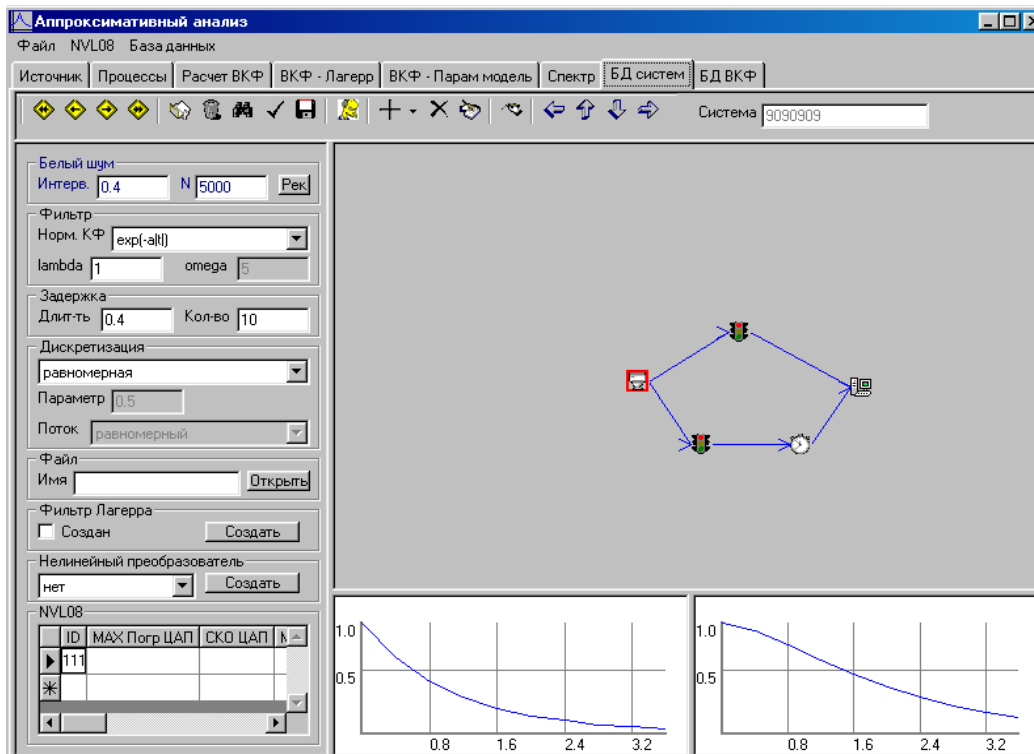 Аппроксимативный анализ
Файл NVL08 База данных
Источник Процессы Расчет ВКФ ВКФ - Лагерр ВКФ - Парам модель Спектр БД систем БД ВКФ
Система 9090909
Белый шум
Интерв. 0.4 N 5000 Рек
Фильтр
Норм. КФ exp(-a|t|)
lambda 1 omega 5
Задержка
Длит-ть 0.4 Кол-во 10
Дискретизация
равномерная
Параметр 0.5
Поток равномерный
Файл
Имя Открыть
Фильтр Лагерра
Создан Создать
Нелинейный преобразователь
нет Создать
NVL08
ID MAX Погр ЦАП СКО ЦАП
111
1.0
0.5
0.8 1.6 2.4 3.2
1.0
0.5
0.8 1.6 2.4 3.2